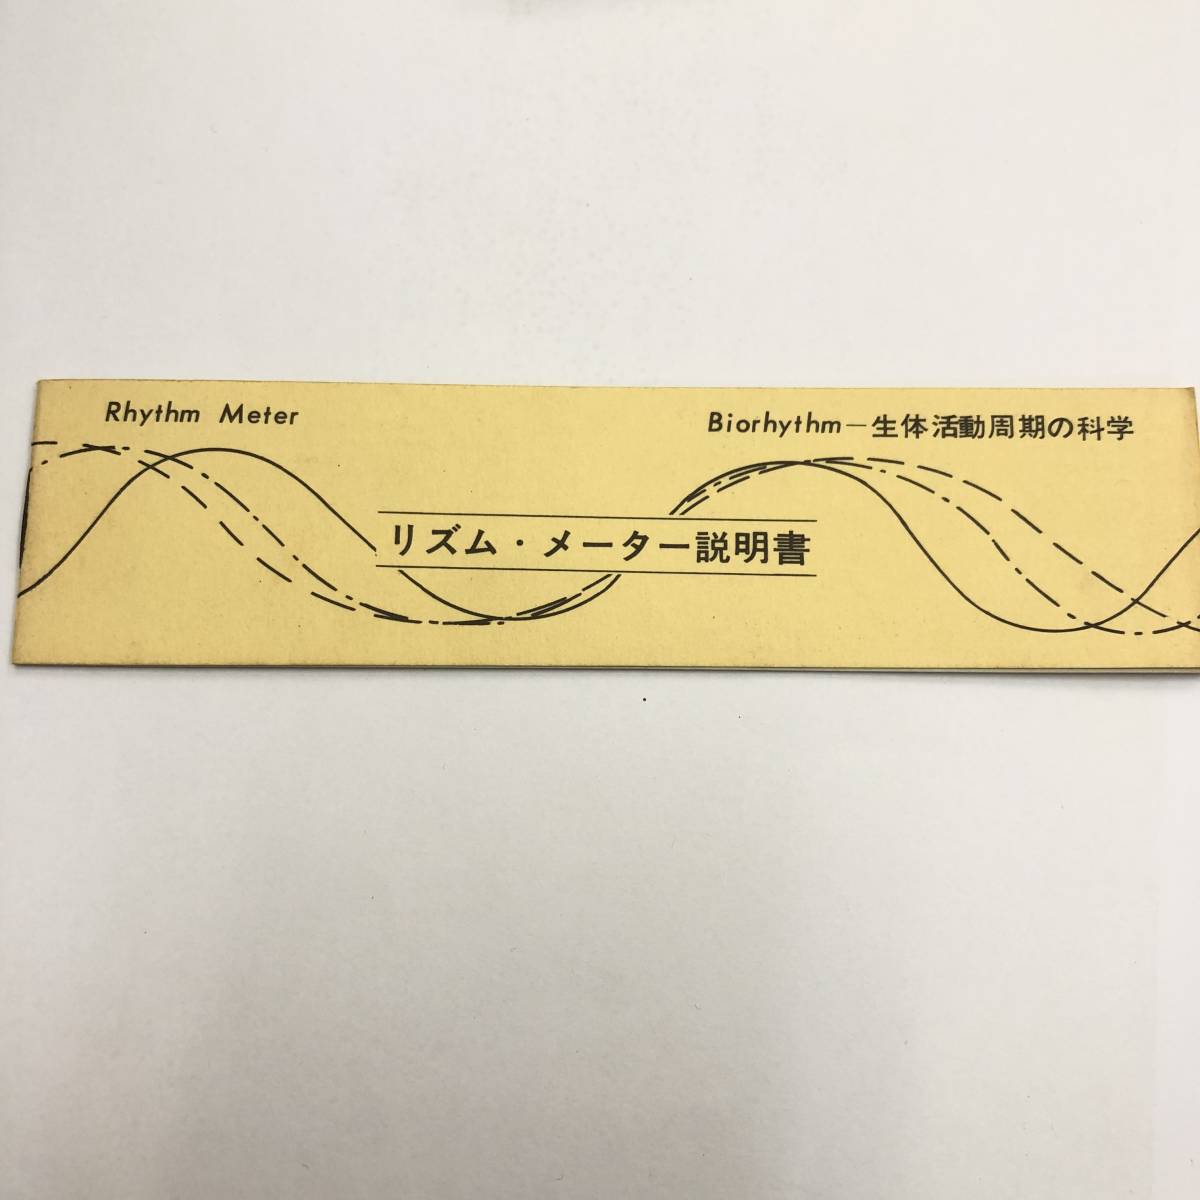 Rhythm Meter
Biorhythm—生体活動周期の科学
リズム・メーター説明書